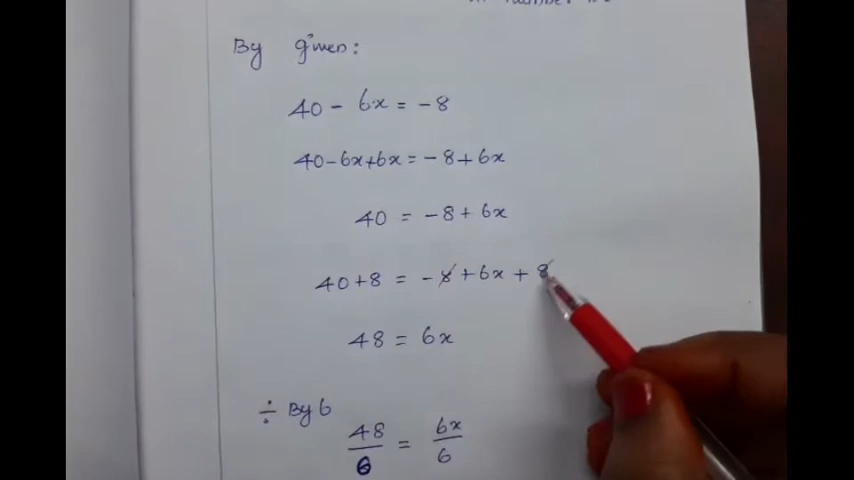 number
By given:
40 - 6x = -8
40-6x+6x = -8+6x
40 = -8+6x
40+8 = -8+6x+8
48 = 6x
÷ By 6
48/6 = 6x/6